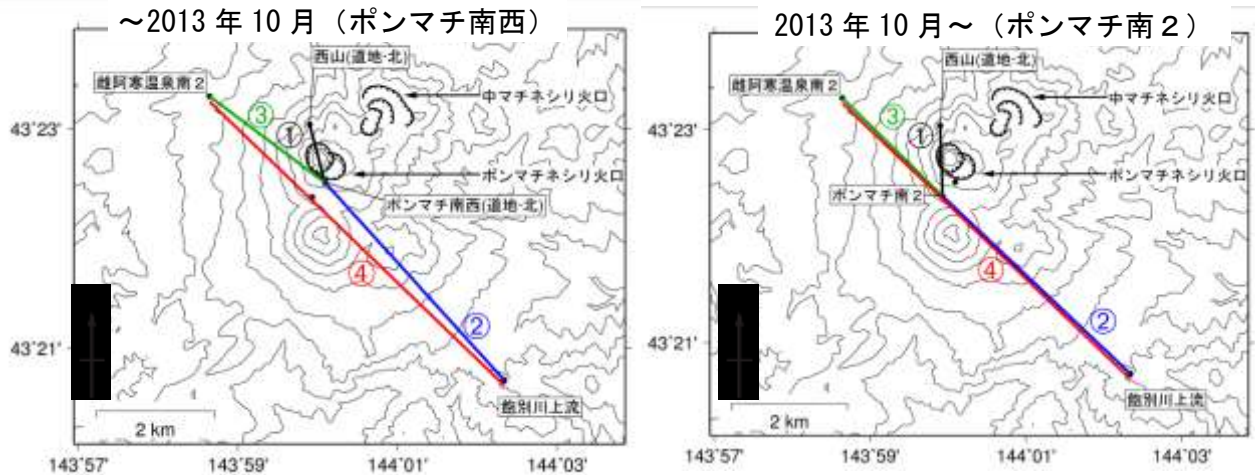 ～2013 年 10 月（ポンマチ南西）
西山(道地-北)
雌阿寒温泉南２
中マチネシリ火口
③
①
43˚23'
ポンマチネシリ火口
ポンマチ南西(道地-北)
④
②
43˚21'
飽別川上流
2 km
143˚57'
143˚59'
144˚01'
144˚03'
2013 年 10 月～（ポンマチ南２）
西山(道地-北)
雌阿寒温泉南２
中マチネシリ火口
③
①
43˚23'
ポンマチネシリ火口
ポンマチ南２
④
②
43˚21'
飽別川上流
2 km
143˚57'
143˚59'
144˚01'
144˚03'